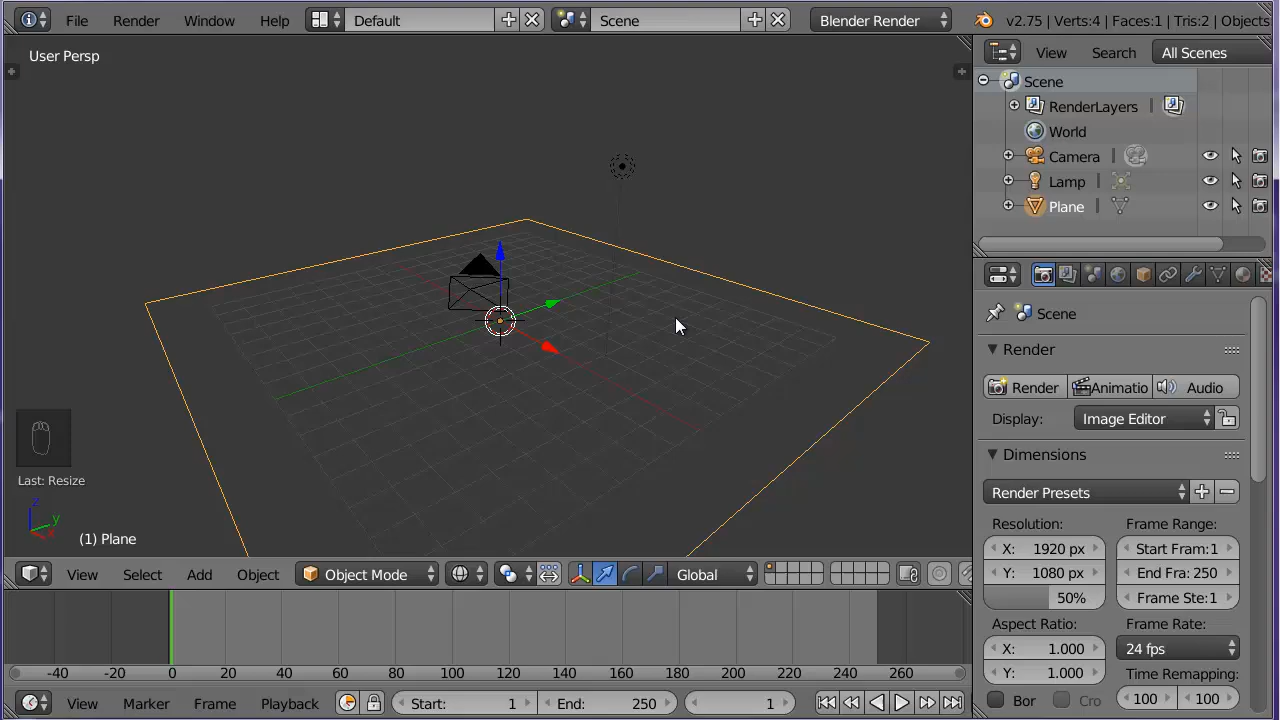 File Render Window Help Default Scene Blender Render v2.75 | Verts:4 | Faces:1 | Tris:2 | Objects
User Persp
View Search All Scenes
Scene
RenderLayers
World
Camera
Lamp
Plane
Scene
Render
Render Animatio Audio
Display: Image Editor
Dimensions
Render Presets
Resolution: Frame Range:
X: 1920 px Start Fram:1
Y: 1080 px End Fra: 250
50% Frame Ste:1
Aspect Ratio: Frame Rate:
X: 1.000 24 fps
Y: 1.000 Time Remapping:
Bor Cro 100 100
Last: Resize
z
y
x
(1) Plane
View Select Add Object Object Mode Global
-40 -20 0 20 40 60 80 100 120 140 160 180 200 220 240 260
View Marker Frame Playback Start: 1 End: 250 1